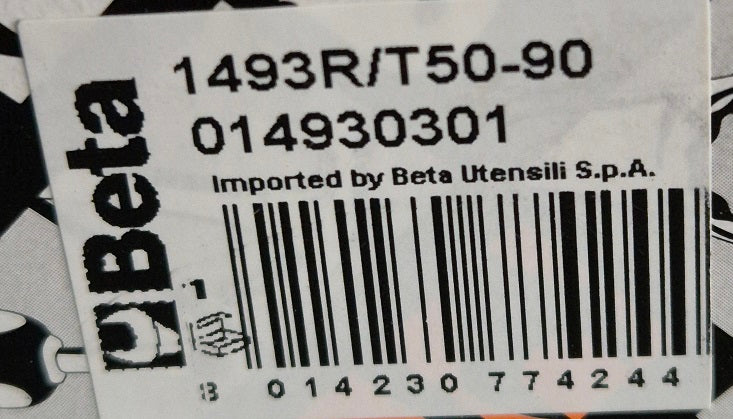 Beta
1493R/T50-90
014930301
Imported by Beta Utensili S.p.A.
1
8 014230 774244